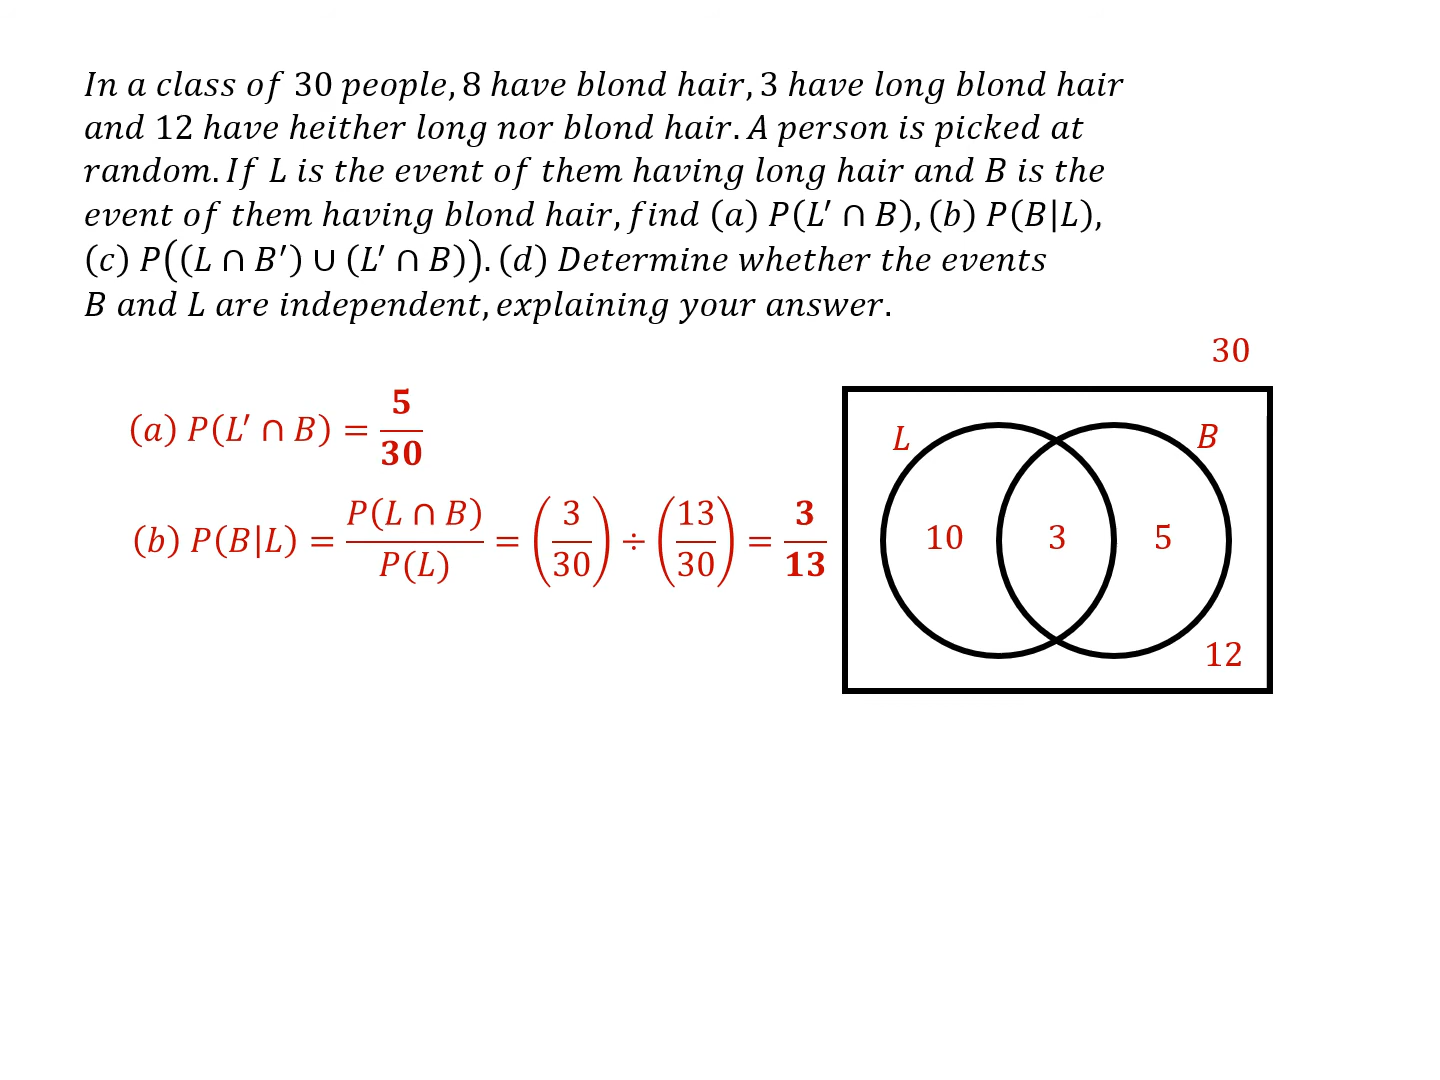 In a class of 30 people, 8 have blond hair, 3 have long blond hair
and 12 have heither long nor blond hair. A person is picked at
random. If L is the event of them having long hair and B is the
event of them having blond hair, find (a) P(L′ ∩ B), (b) P(B|L),
(c) P((L ∩ B′) ∪ (L′ ∩ B)). (d) Determine whether the events
B and L are independent, explaining your answer.
30
(a) P(L′ ∩ B) = 5/30
L B
(b) P(B|L) = P(L ∩ B)/P(L) = (3/30) ÷ (13/30) = 3/13
10 3 5
12